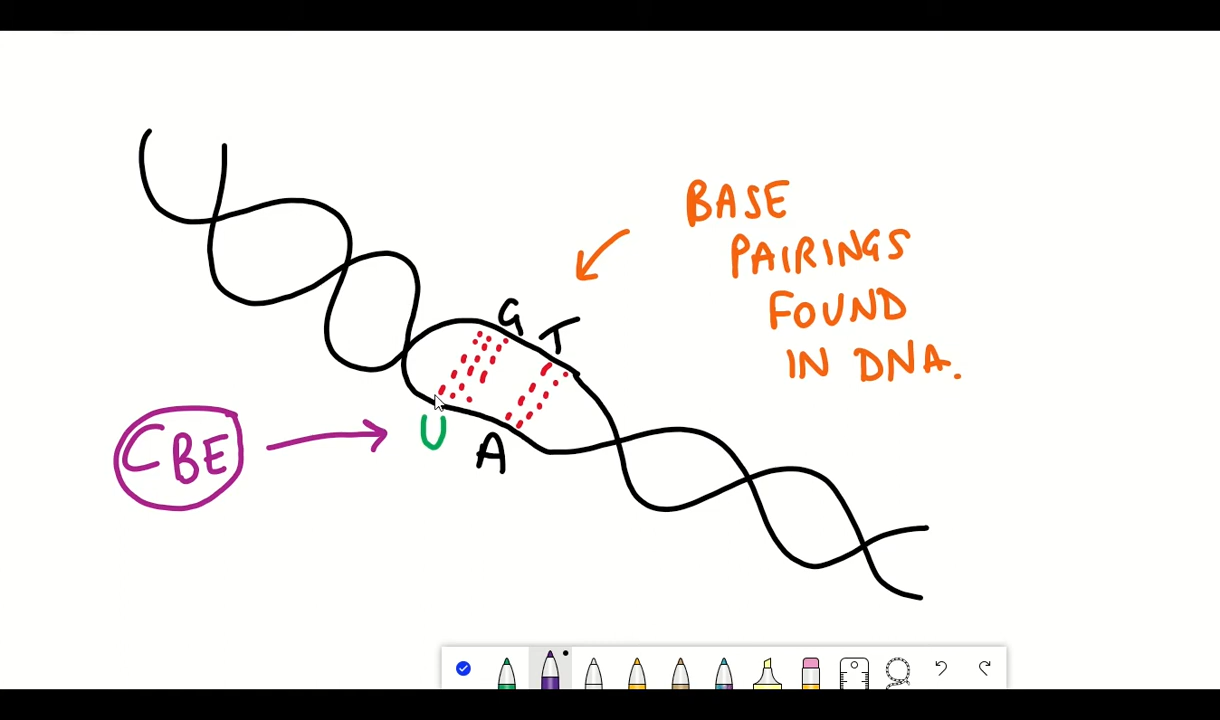 BASE
PAIRINGS
FOUND
IN DNA.
G T
U A
CBE